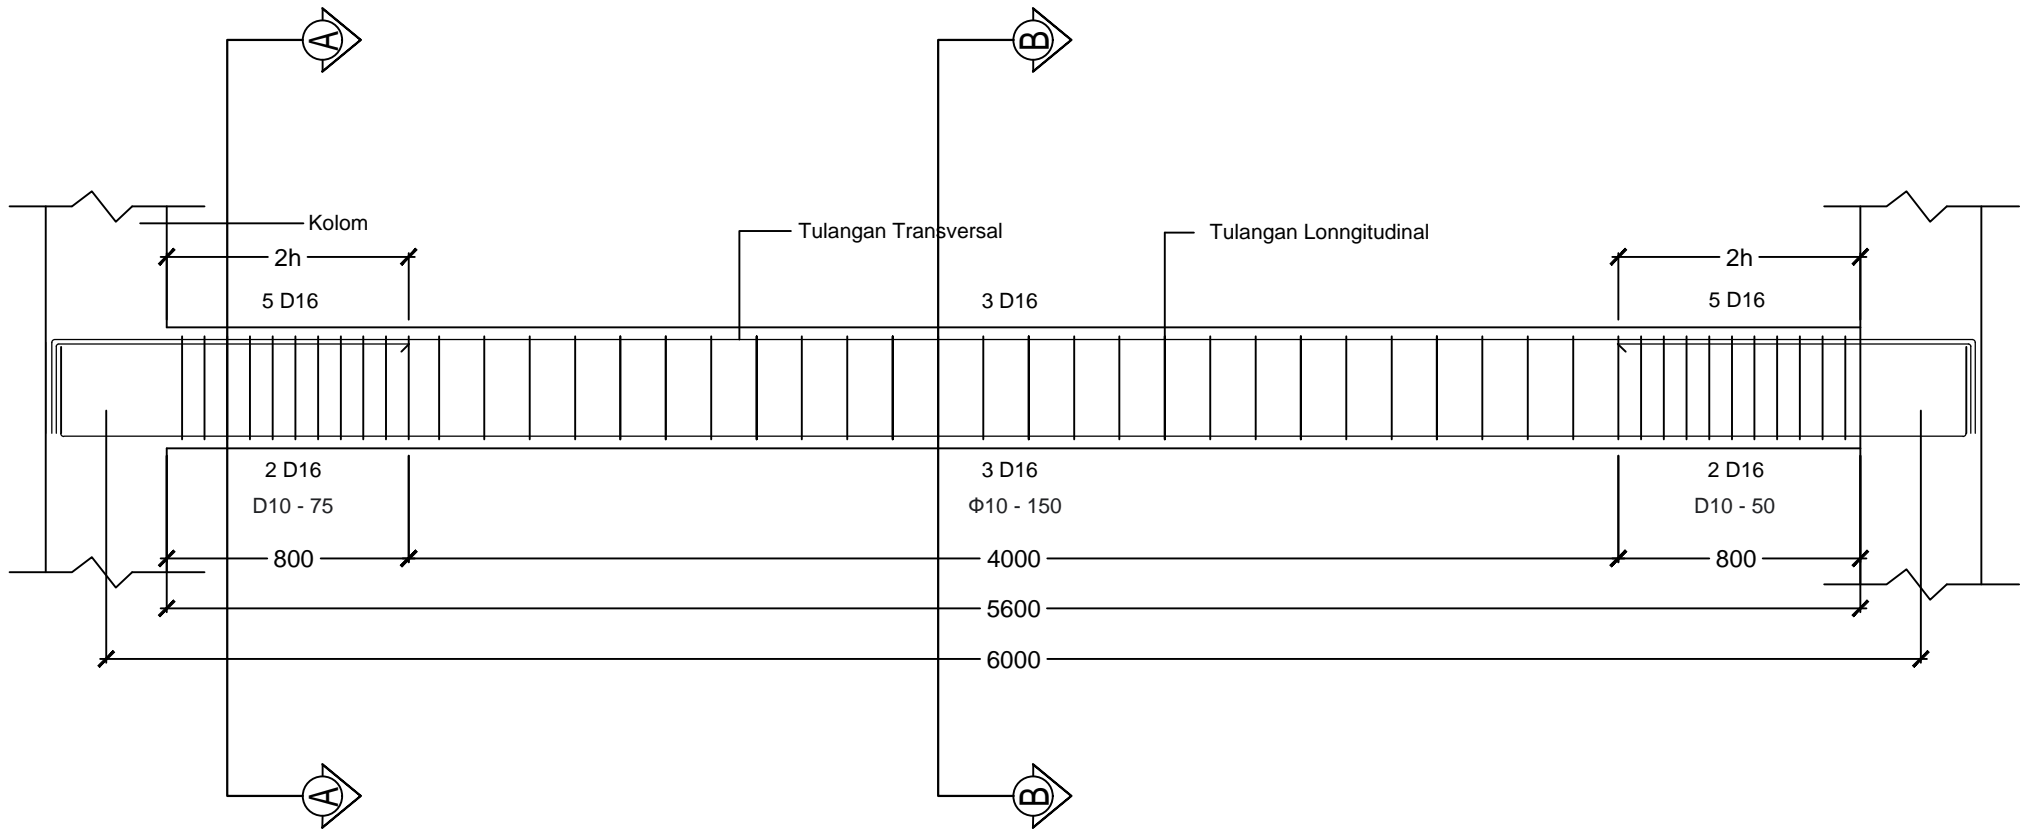 A
B
Kolom
Tulangan Transversal
Tulangan Lonngitudinal
2h
2h
5 D16
3 D16
5 D16
2 D16
3 D16
2 D16
D10 - 75
Φ10 - 150
D10 - 50
800
4000
800
5600
6000
A
B